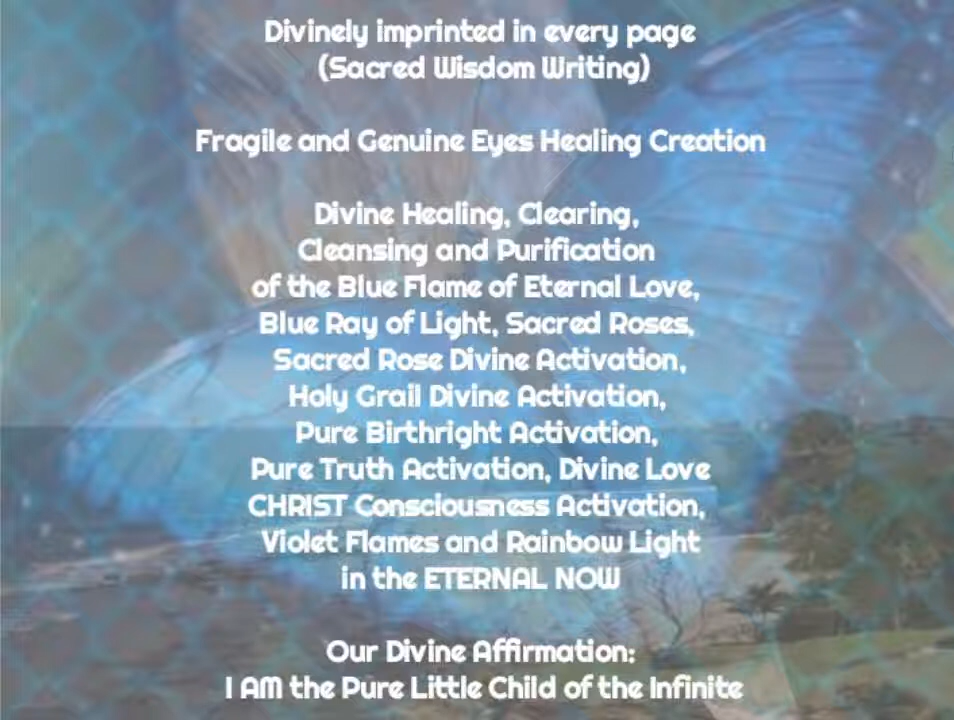 Divinely imprinted in every page
(Sacred Wisdom Writing)
Fragile and Genuine Eyes Healing Creation
Divine Healing, Clearing,
Cleansing and Purification
of the Blue Flame of Eternal Love,
Blue Ray of Light, Sacred Roses,
Sacred Rose Divine Activation,
Holy Grail Divine Activation,
Pure Birthright Activation,
Pure Truth Activation, Divine Love
CHRIST Consciousness Activation,
Violet Flames and Rainbow Light
in the ETERNAL NOW
Our Divine Affirmation:
I AM the Pure Little Child of the Infinite